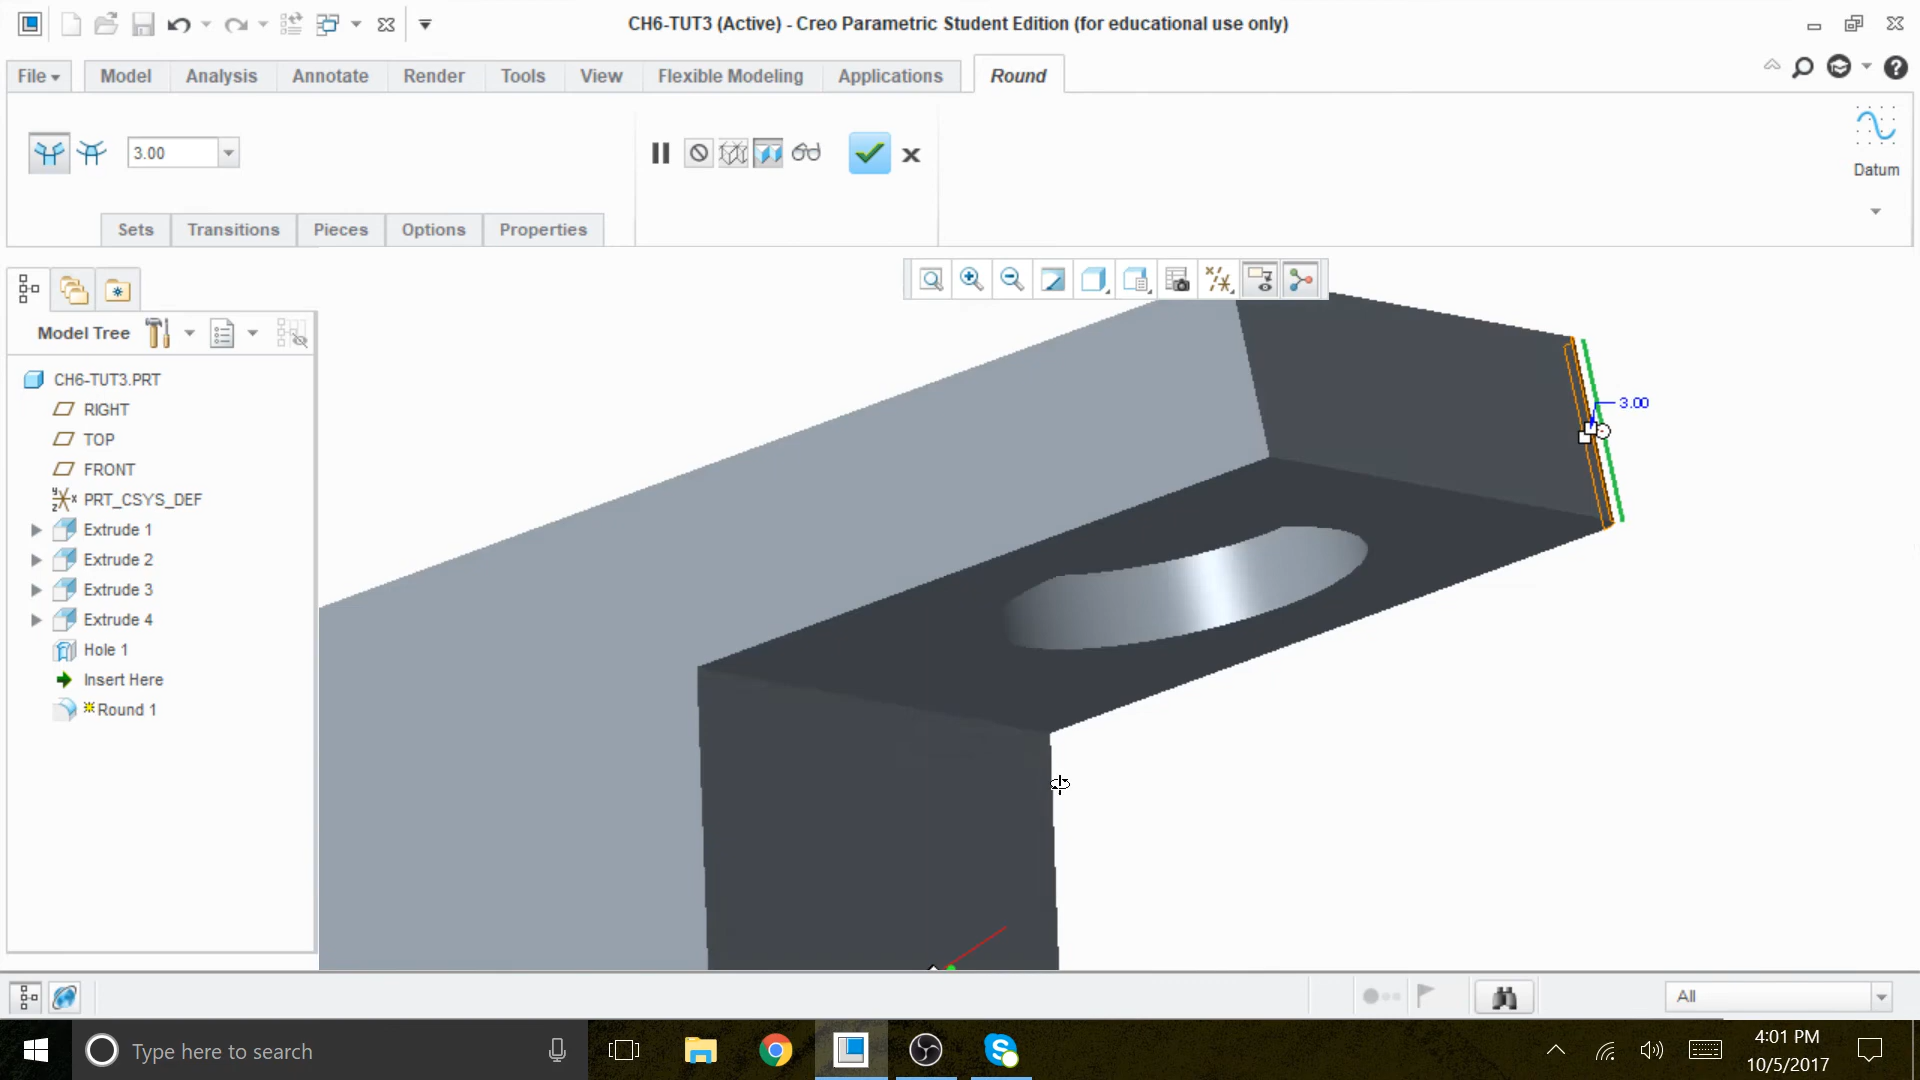 CH6-TUT3 (Active) - Creo Parametric Student Edition (for educational use only)
File Model Analysis Annotate Render Tools View Flexible Modeling Applications Round
3.00
Datum
Sets Transitions Pieces Options Properties
Model Tree
CH6-TUT3.PRT
RIGHT
TOP
FRONT
PRT_CSYS_DEF
Extrude 1
Extrude 2
Extrude 3
Extrude 4
Hole 1
Insert Here
Round 1
3.00
All
Type here to search
4:01 PM
10/5/2017